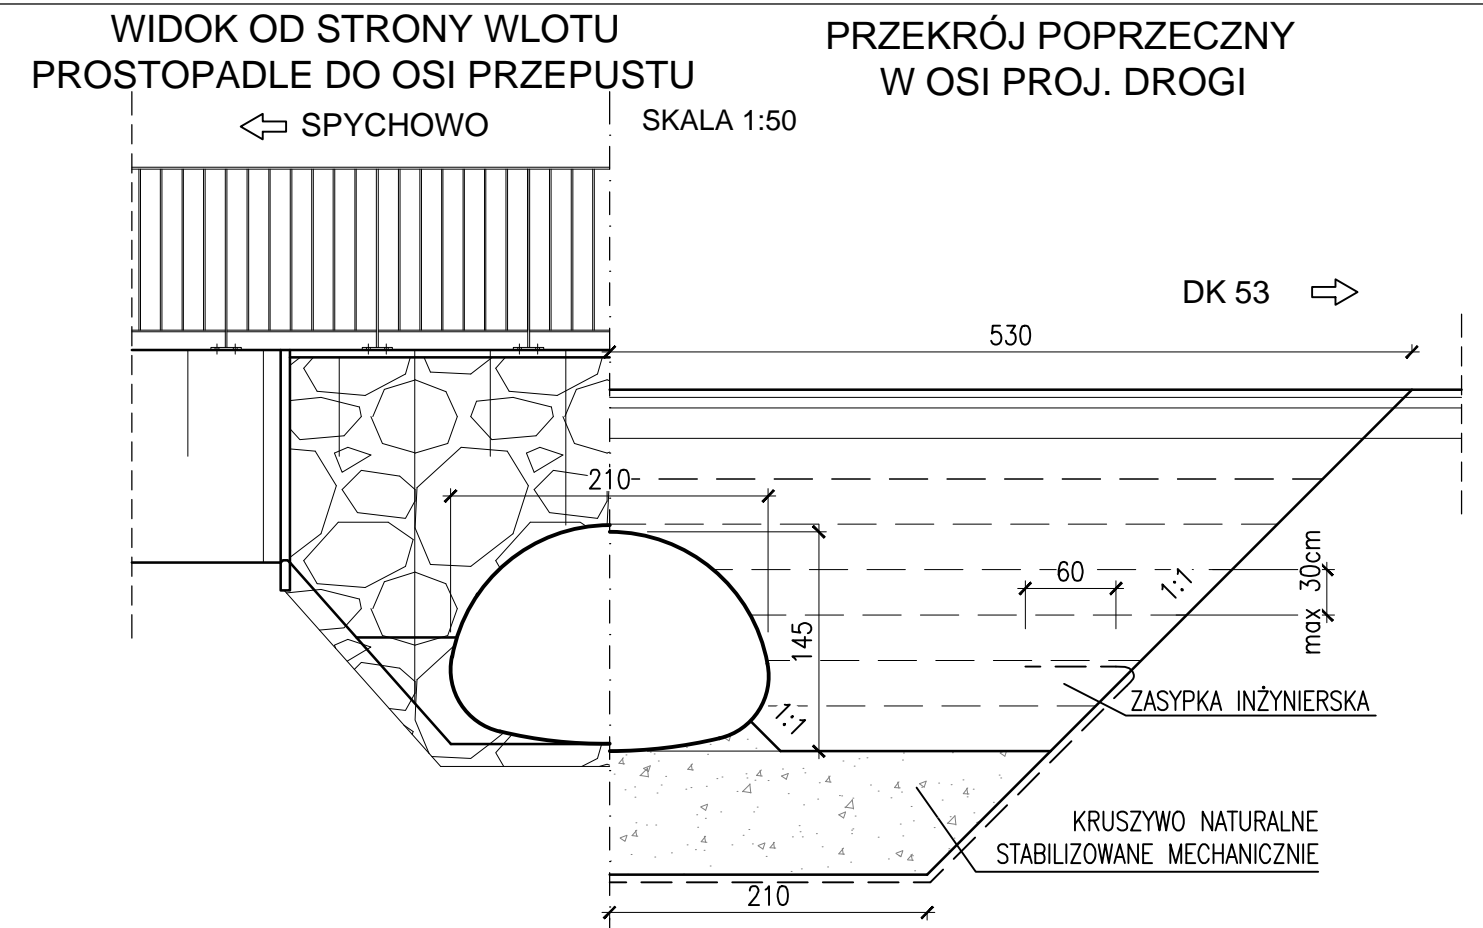 WIDOK OD STRONY WLOTU
PROSTOPADLE DO OSI PRZEPUSTU
PRZEKRÓJ POPRZECZNY
W OSI PROJ. DROGI
SPYCHOWO
SKALA 1:50
DK 53
530
210
60
1:1
max 30cm
145
ZASYPKA INŻYNIERSKA
1:1
KRUSZYWO NATURALNE
STABILIZOWANE MECHANICZNIE
210